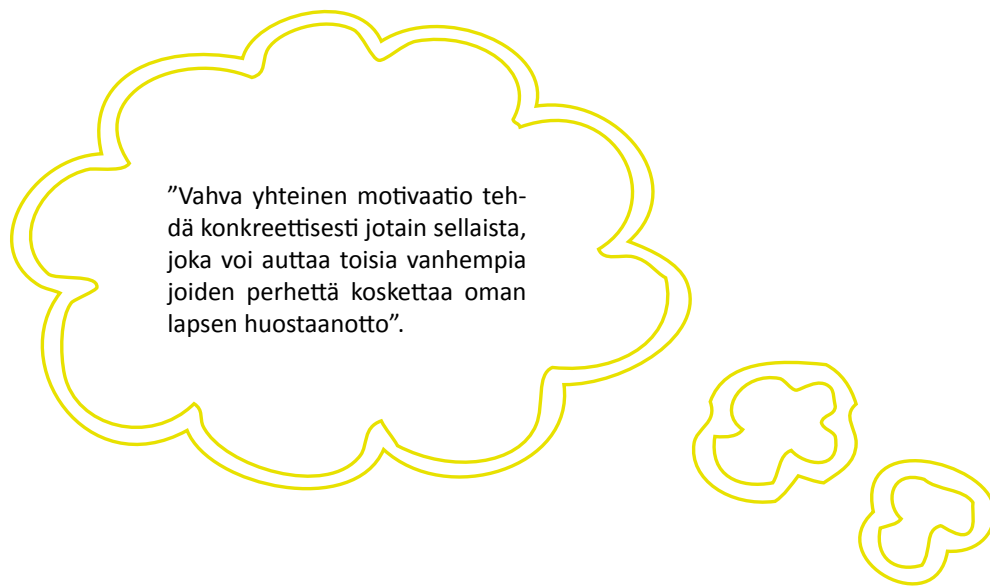 ”Vahva yhteinen motivaatio teh-
dä konkreettisesti jotain sellaista,
joka voi auttaa toisia vanhempia
joiden perhettä koskettaa oman
lapsen huostaanotto”.